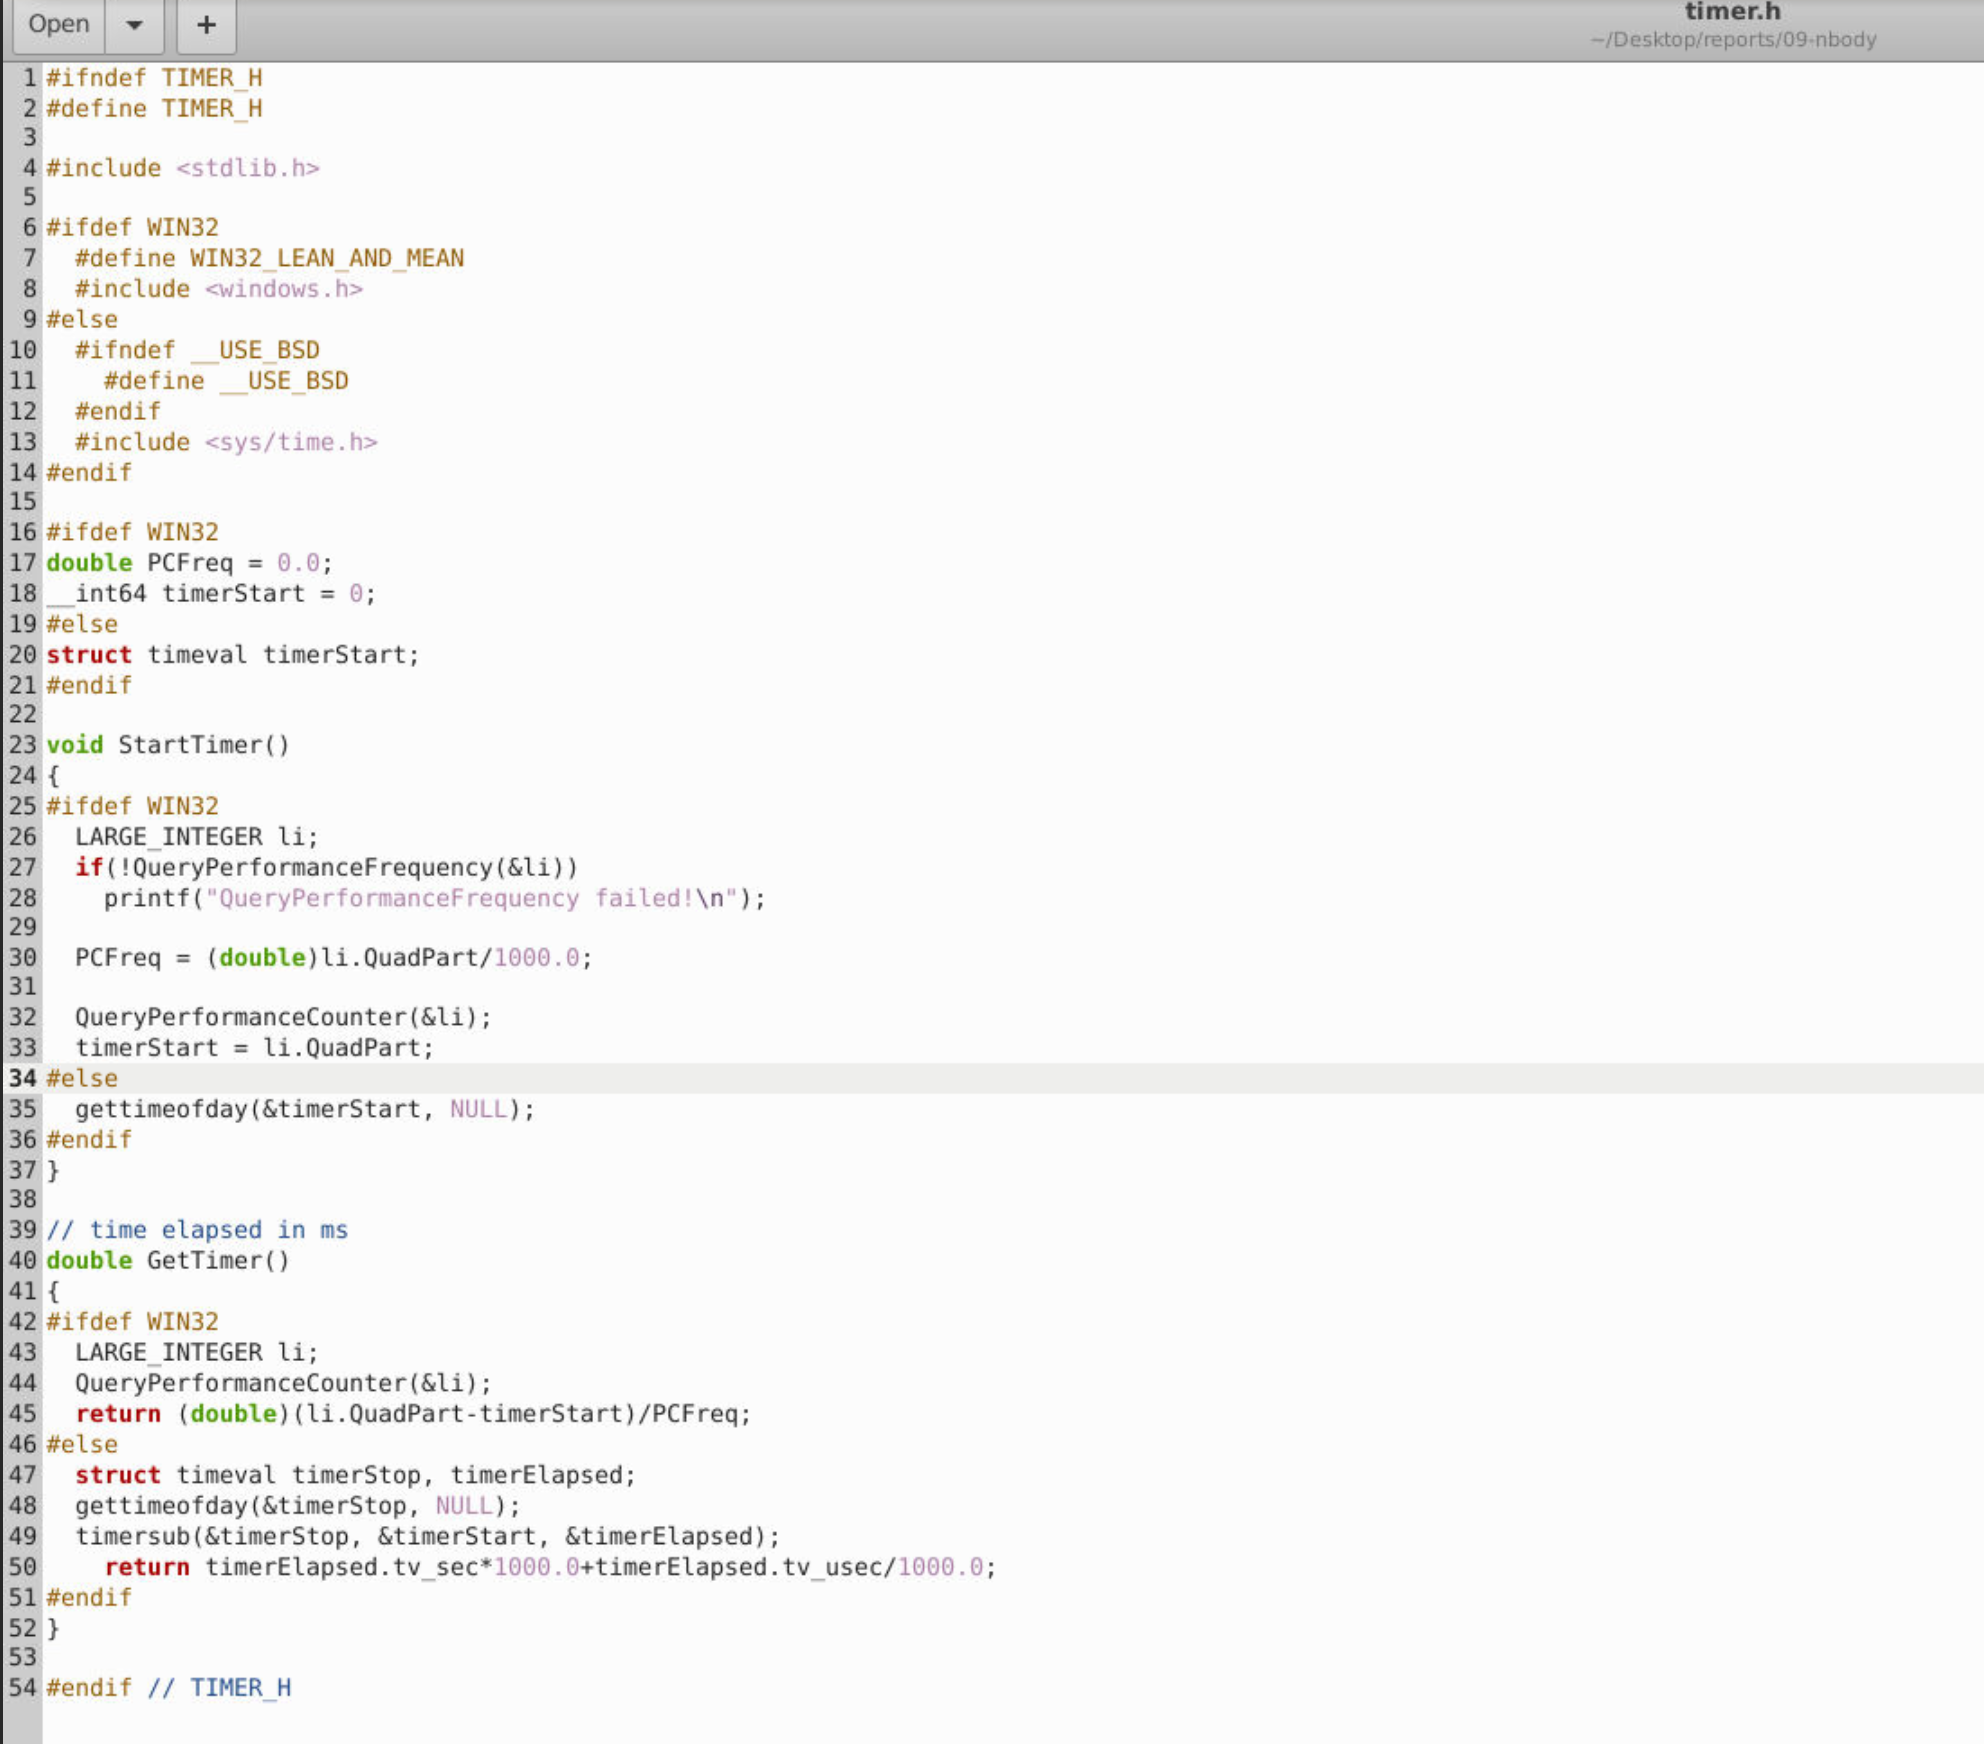 Open
+
timer.h
~/Desktop/reports/09-nbody
1 #ifndef TIMER_H
2 #define TIMER_H
3
4 #include <stdlib.h>
5
6 #ifdef WIN32
7   #define WIN32_LEAN_AND_MEAN
8   #include <windows.h>
9 #else
10   #ifndef __USE_BSD
11     #define __USE_BSD
12   #endif
13   #include <sys/time.h>
14 #endif
15
16 #ifdef WIN32
17 double PCFreq = 0.0;
18 __int64 timerStart = 0;
19 #else
20 struct timeval timerStart;
21 #endif
22
23 void StartTimer()
24 {
25 #ifdef WIN32
26   LARGE_INTEGER li;
27   if(!QueryPerformanceFrequency(&li))
28     printf("QueryPerformanceFrequency failed!\n");
29
30   PCFreq = (double)li.QuadPart/1000.0;
31
32   QueryPerformanceCounter(&li);
33   timerStart = li.QuadPart;
34 #else
35   gettimeofday(&timerStart, NULL);
36 #endif
37 }
38
39 // time elapsed in ms
40 double GetTimer()
41 {
42 #ifdef WIN32
43   LARGE_INTEGER li;
44   QueryPerformanceCounter(&li);
45   return (double)(li.QuadPart-timerStart)/PCFreq;
46 #else
47   struct timeval timerStop, timerElapsed;
48   gettimeofday(&timerStop, NULL);
49   timersub(&timerStop, &timerStart, &timerElapsed);
50     return timerElapsed.tv_sec*1000.0+timerElapsed.tv_usec/1000.0;
51 #endif
52 }
53
54 #endif // TIMER_H